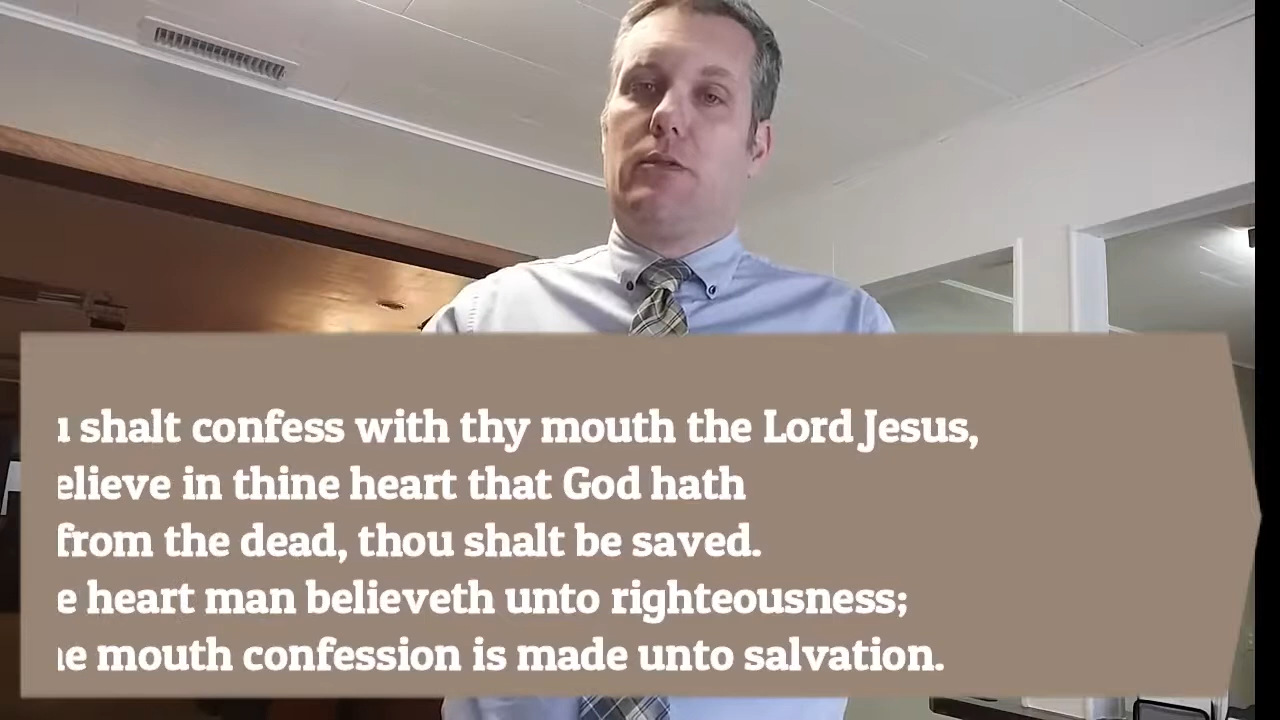 shalt confess with thy mouth the Lord Jesus,
in thine heart that God hath
from the dead, thou shalt be saved.
heart man believeth unto righteousness;
mouth confession is made unto salvation.